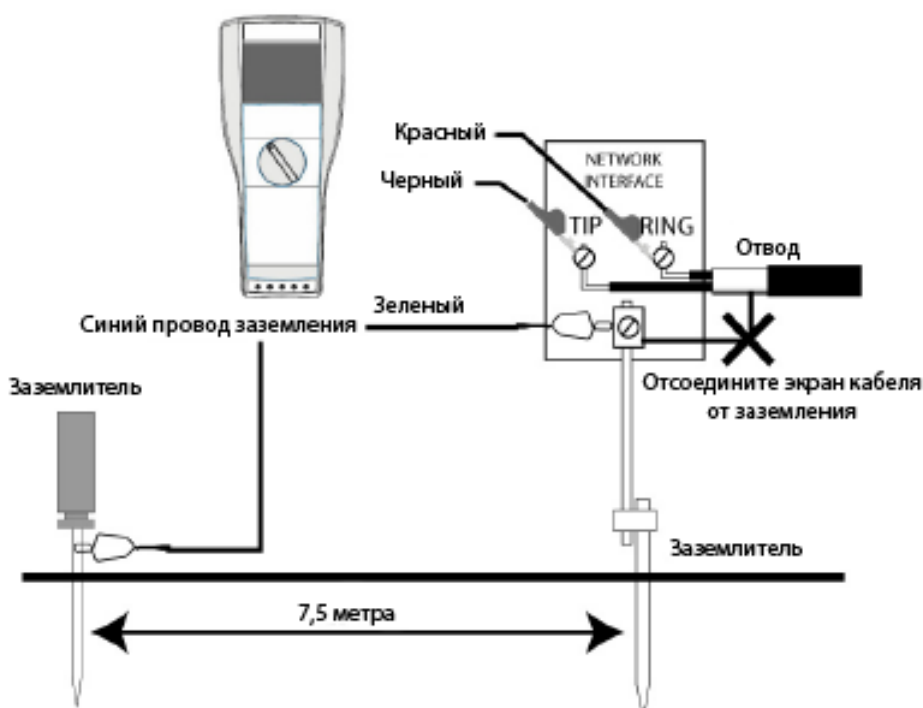 Красный
NETWORK
INTERFACE
Черный
TIP
RING
Отвод
Зеленый
Синий провод заземления
Отсоедините экран кабеля
от заземления
Заземлитель
Заземлитель
7,5 метра